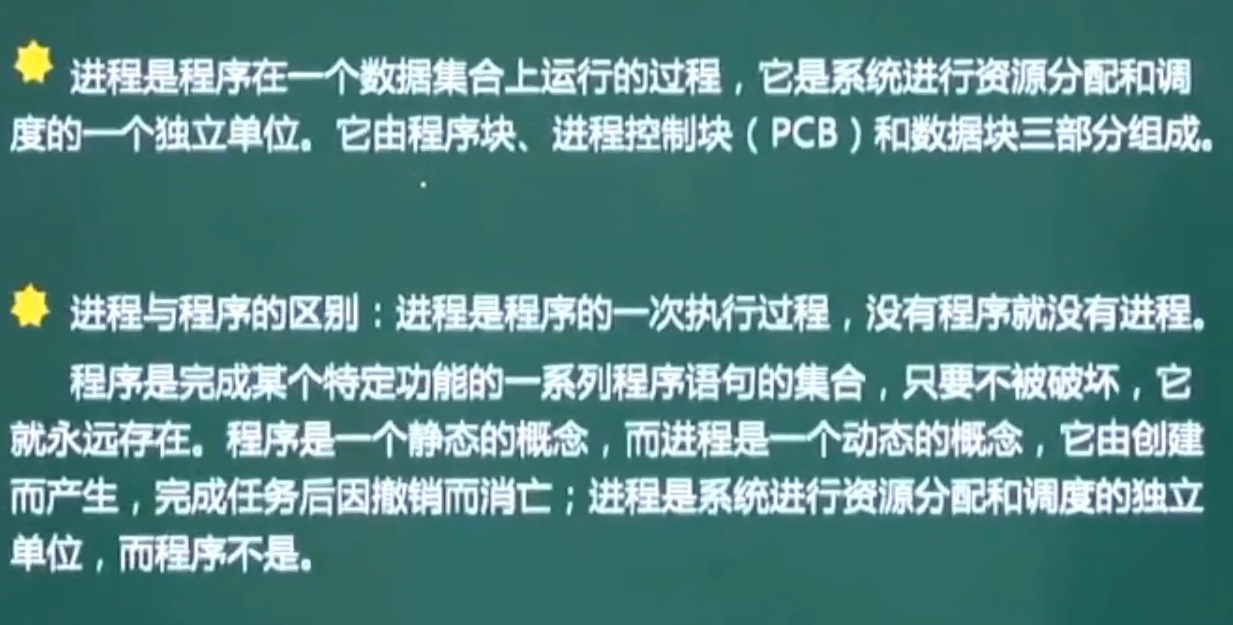 进程是程序在一个数据集合上运行的过程，它是系统进行资源分配和调
度的一个独立单位。它由程序块、进程控制块（PCB）和数据块三部分组成。
进程与程序的区别：进程是程序的一次执行过程，没有程序就没有进程。
程序是完成某个特定功能的一系列程序语句的集合，只要不被破坏，它
就永远存在。程序是一个静态的概念，而进程是一个动态的概念，它由创建
而产生，完成任务后因撤销而消亡；进程是系统进行资源分配和调度的独立
单位，而程序不是。